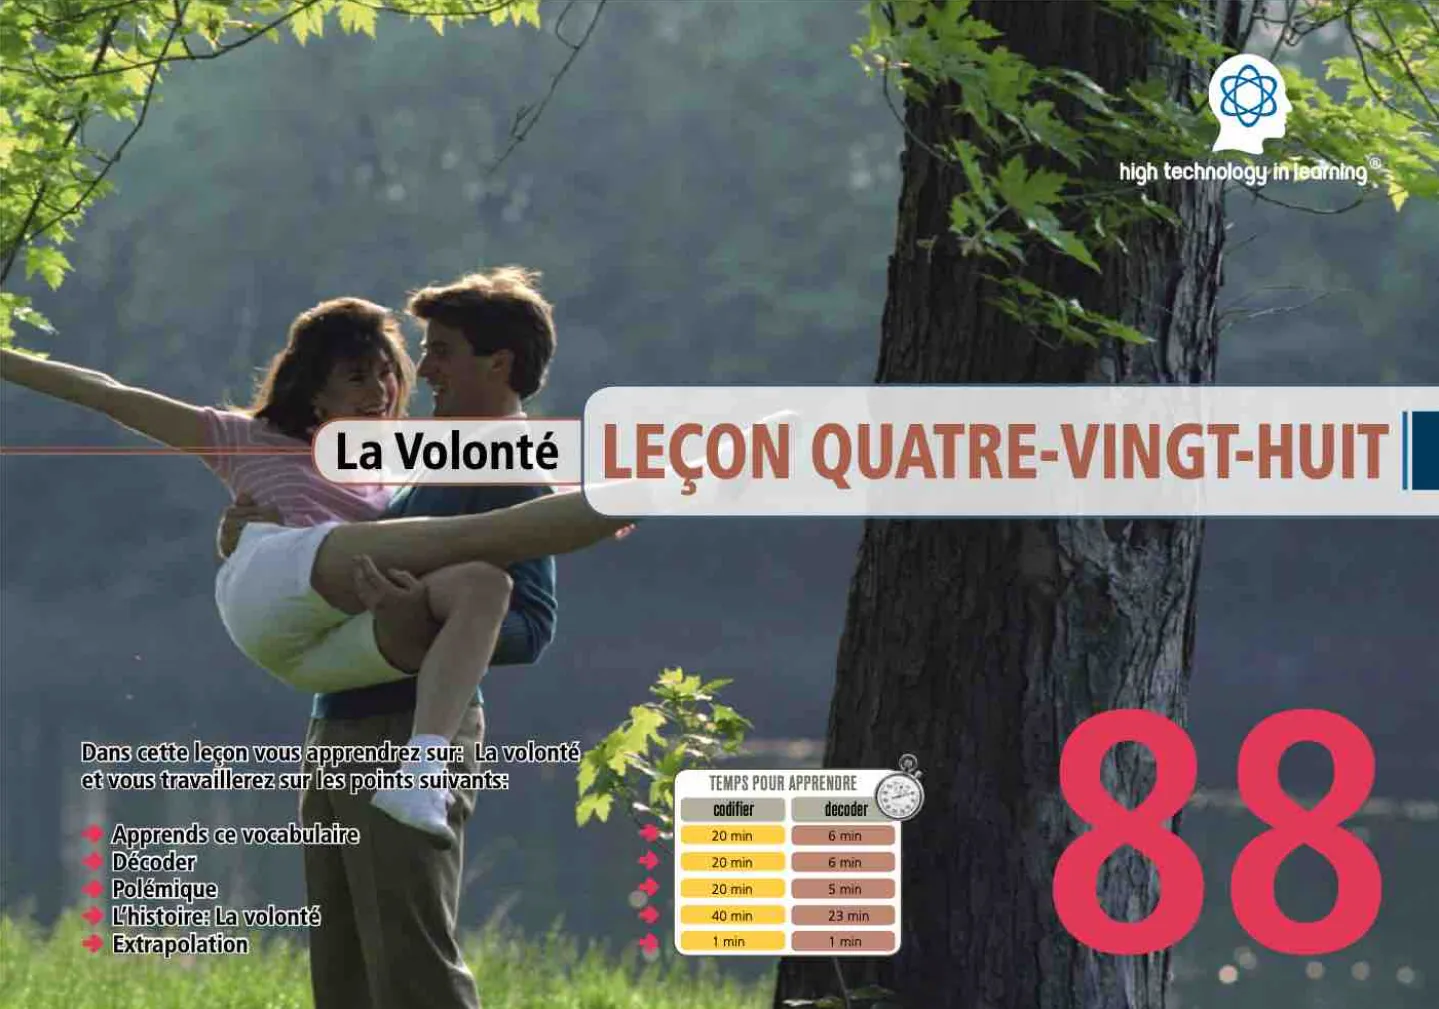 high technology in learning®
La Volonté
LEÇON QUATRE-VINGT-HUIT
Dans cette leçon vous apprendrez sur: La volonté
et vous travaillerez sur les points suivants:
Apprends ce vocabulaire
Décoder
Polémique
L'histoire: La volonté
Extrapolation
TEMPS POUR APPRENDRE
codifier decoder
20 min 6 min
20 min 6 min
20 min 5 min
40 min 23 min
1 min 1 min
88